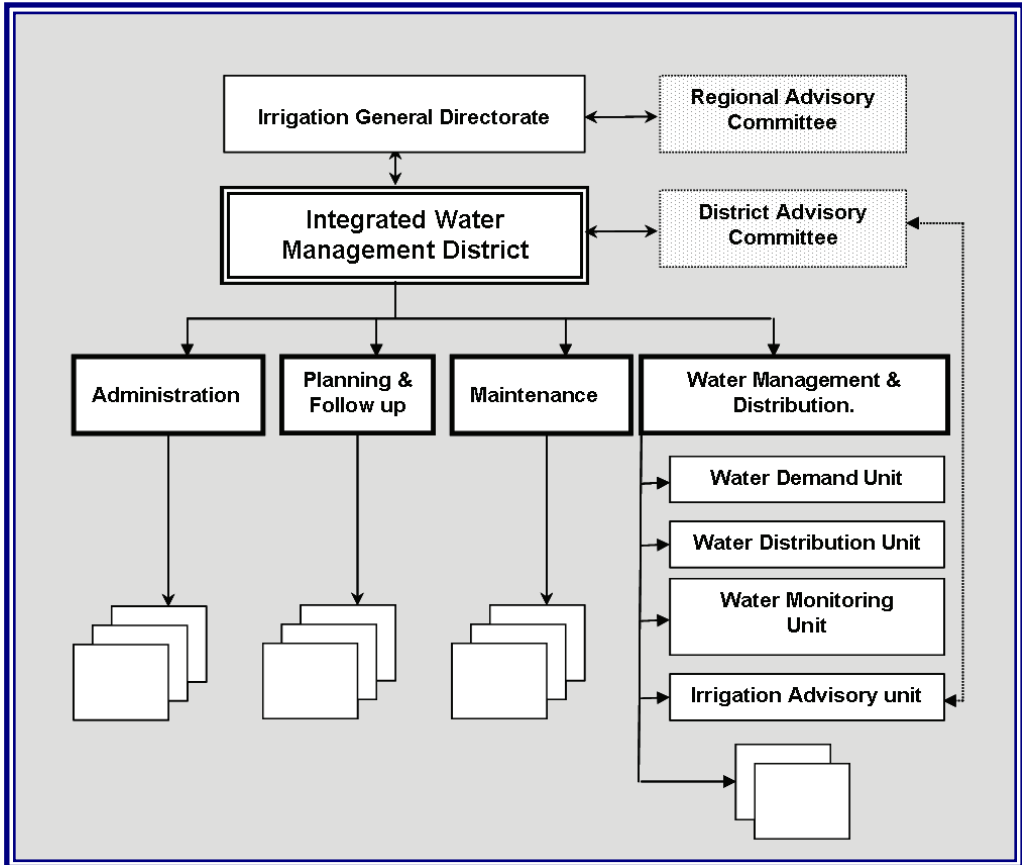 Irrigation General Directorate
Regional Advisory
Committee
Integrated Water
Management District
District Advisory
Committee
Administration
Planning &
Follow up
Maintenance
Water Management &
Distribution.
Water Demand Unit
Water Distribution Unit
Water Monitoring
Unit
Irrigation Advisory unit